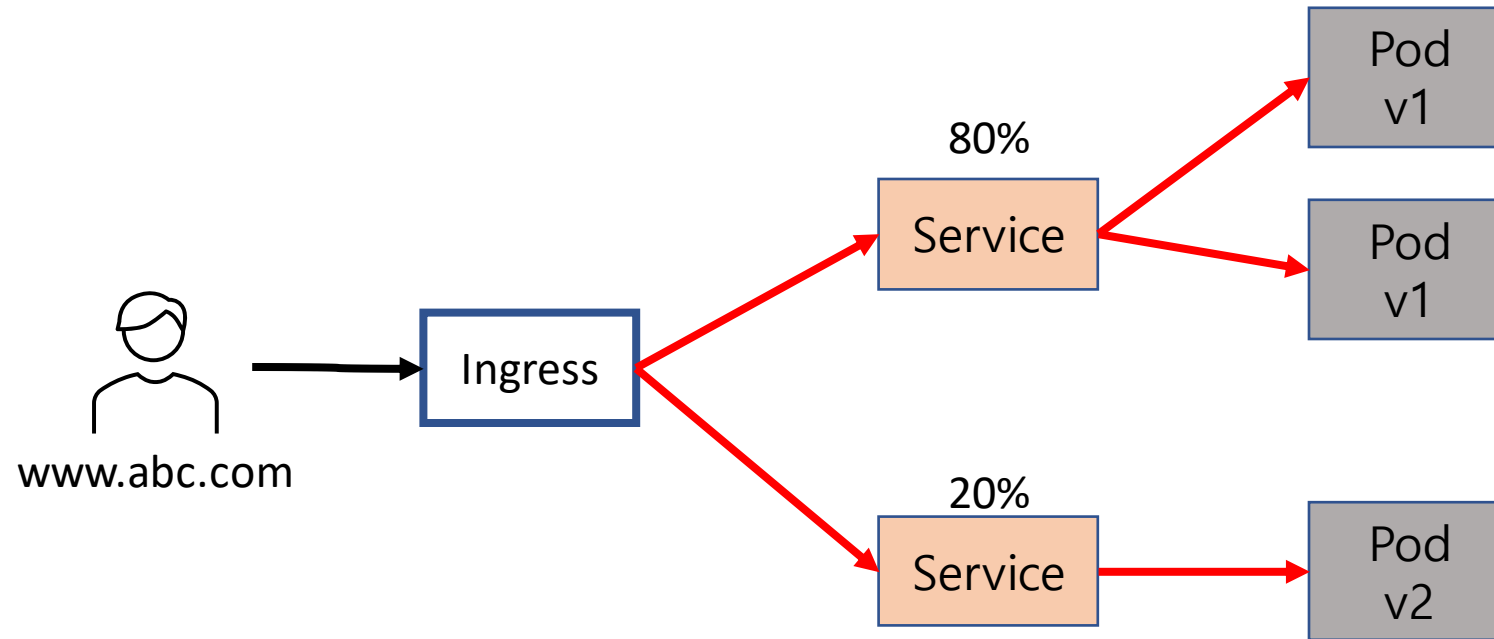 www.abc.com
Ingress
80%
Service
20%
Service
Pod
v1
Pod
v1
Pod
v2